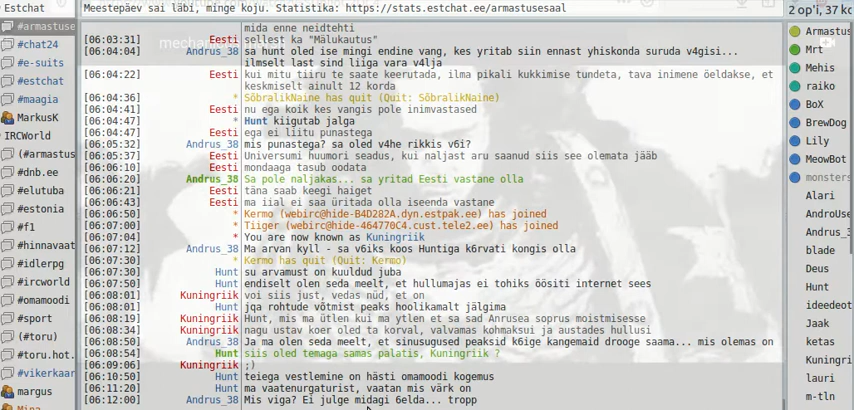 Estchat
Meestepäev sai läbi, minge koju. Statistika: https://stats.estchat.ee/armastusesaal
2 op'i, 37 ko
#armastuse
#chat24
#e-suits
#estchat
#maagia
MarkusK
IRCWorld
(#armastus
#dnb.ee
#elutuba
#estonia
#f1
#hinnavaat
#idlerpg
#ircworld
#omamoodi
#sport
(#toru)
#toru.hot.
#vikerkaar
margus
mida enne neidtehti
[06:03:31] Eesti sellest ka "Mälukautus"
[06:04:04] Andrus_38 sa hunt oled ise mingi endine vang, kes yritab siin ennast yhiskonda suruda v4gisi...
ilmselt last sind liiga vara v4lja
[06:04:22] Eesti kui mitu tiiru te saate keerutada, ilma pikali kukkimise tundeta, tava inimene öeldakse, et
keskmiselt ainult 12 korda
[06:04:36] * SõbralikNaine has quit (Quit: SõbralikNaine)
[06:04:41] Eesti nu ega koik kes vangis pole inimvastased
[06:04:47] * Hunt kiigutab jalga
[06:04:47] Eesti ega ei liitu punastega
[06:05:32] Andrus_38 mis punastega? sa oled v4he rikkis v6i?
[06:05:37] Eesti Universumi huumori seadus, kui naljast aru saanud siis see olemata jääb
[06:06:10] Eesti mondaaga tasub oodata
[06:06:20] Andrus_38 Sa pole naljakas... sa yritad Eesti vastane olla
[06:06:21] Eesti täna saab keegi haiget
[06:06:43] Eesti ma iial ei saa üritada olla iseenda vastane
[06:06:50] * Kermo (webirc@hide-B4D282A.dyn.estpak.ee) has joined
[06:07:00] * Tiiger (webirc@hide-464770C4.cust.tele2.ee) has joined
[06:07:04] * You are now known as Kuningriik
[06:07:12] Andrus_38 Ma arvan kyll - sa v6iks koos Huntiga k6rvati kongis olla
[06:07:30] * Kermo has quit (Quit: Kermo)
[06:07:30] Hunt su arvamust on kuuldud juba
[06:07:50] Hunt endiselt olen seda meelt, et hullumajas ei tohiks öösiti internet sees
[06:08:01] Kuningriik voi siis just, vedas nüd, et on
[06:08:01] Hunt jqa rohtude võtmist peaks hoolikamalt jälgima
[06:08:19] Kuningriik Hunt, mis ma ütlen kui ma ytlen et sa sad Anrusea soprus moistmisesse
[06:08:34] Kuningriik nagu ustav koer oled ta korval, valvamas kohmaksui ja austades hullusi
[06:08:50] Andrus_38 Ja ma olen seda meelt, et sinusugused peaksid k6ige kangemaid drooge saama... mis olemas on
[06:08:54] Hunt siis oled temaga samas palatis, Kuningriik ?
[06:09:06] Kuningriik ;)
[06:10:50] Hunt teiega vestlemine on hästi omamoodi kogemus
[06:11:20] Hunt ma vaatenurgaturist, vaatan mis värk on
[06:12:00] Andrus_38 Mis viga? Ei julge midagi 6elda... tropp
Armastus
Mrt
Mehis
raiko
BoX
BrewDog
Lily
MeowBot
monsters
Alari
AndroUse
Andrus_3
blade
Deus
Hunt
ideedeot
Jaak
ketas
Kuningri
lauri
m-tln